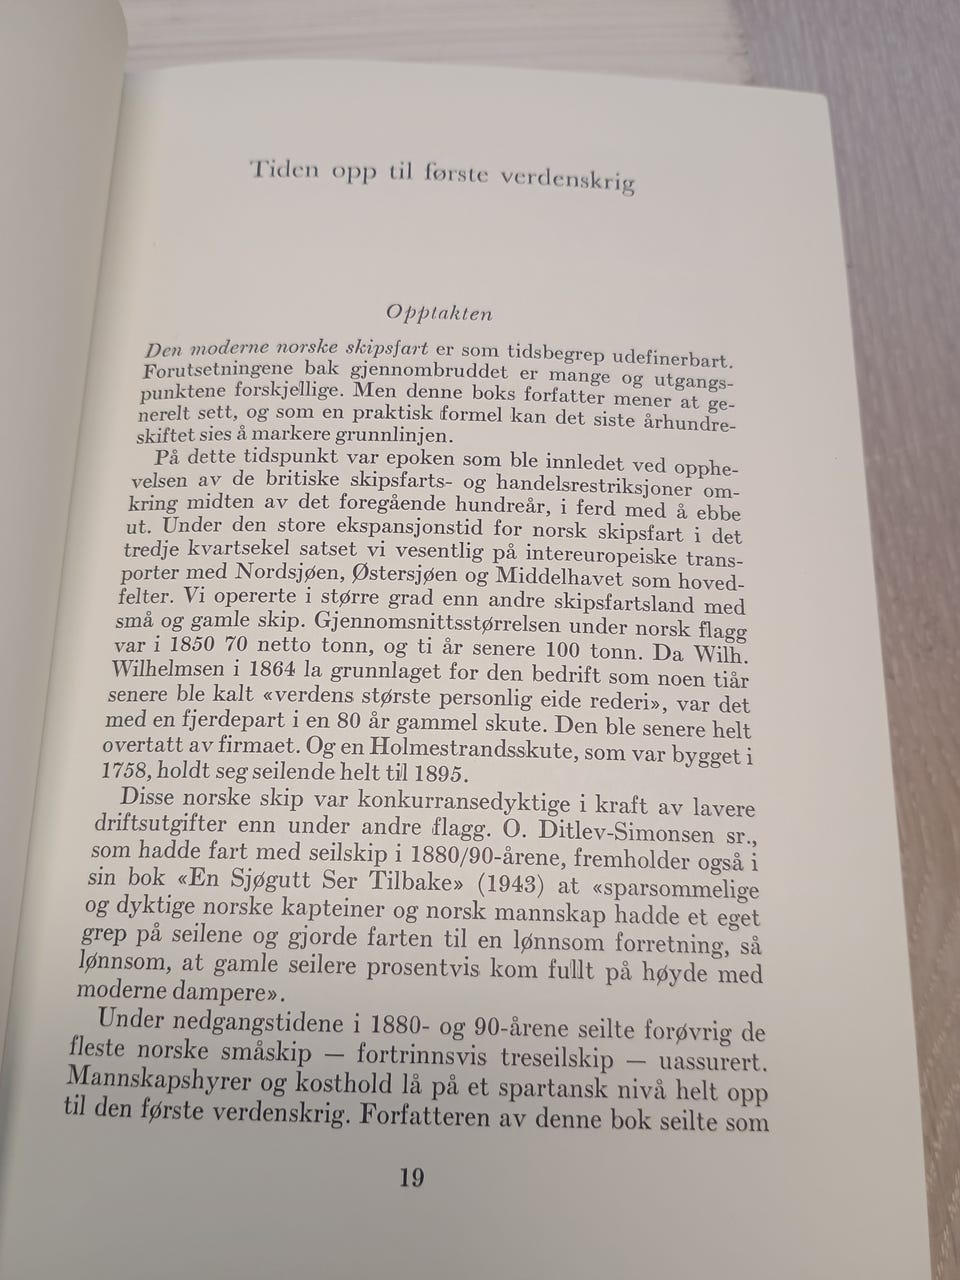 Tiden opp til første verdenskrig
Opptakten
Den moderne norske skipsfart er som tidsbegrep udefinerbart.
Forutsetningene bak gjennombruddet er mange og utgangs-
punktene forskjellige. Men denne boks forfatter mener at ge-
nerelt sett, og som en praktisk formel kan det siste århundre-
skiftet sies å markere grunnlinjen.
På dette tidspunkt var epoken som ble innledet ved opphe-
velsen av de britiske skipsfarts- og handelsrestriksjoner om-
kring midten av det foregående hundreår, i ferd med å ebbe
ut. Under den store ekspansjonstid for norsk skipsfart i det
tredje kvartsekel satset vi vesentlig på intereuropeiske trans-
porter med Nordsjøen, Østersjøen og Middelhavet som hoved-
felter. Vi opererte i større grad enn andre skipsfartsland med
små og gamle skip. Gjennomsnittsstørrelsen under norsk flagg
var i 1850 70 netto tonn, og ti år senere 100 tonn. Da Wilh.
Wilhelmsen i 1864 la grunnlaget for den bedrift som noen tiår
senere ble kalt «verdens største personlig eide rederi», var det
med en fjerdepart i en 80 år gammel skute. Den ble senere helt
overtatt av firmaet. Og en Holmestrandsskute, som var bygget i
1758, holdt seg seilende helt til 1895.
Disse norske skip var konkurransedyktige i kraft av lavere
driftsutgifter enn under andre flagg. O. Ditlev-Simonsen sr.,
som hadde fart med seilskip i 1880/90-årene, fremholder også i
sin bok «En Sjøgutt Ser Tilbake» (1943) at «sparsommelige
og dyktige norske kapteiner og norsk mannskap hadde et eget
grep på seilene og gjorde farten til en lønnsom forretning, så
lønnsom, at gamle seilere prosentvis kom fullt på høyde med
moderne dampere».
Under nedgangstidene i 1880- og 90-årene seilte forøvrig de
fleste norske småskip — fortrinnsvis treseilskip — uassurert.
Mannskapshyrer og kosthold lå på et spartansk nivå helt opp
til den første verdenskrig. Forfatteren av denne bok seilte som
19